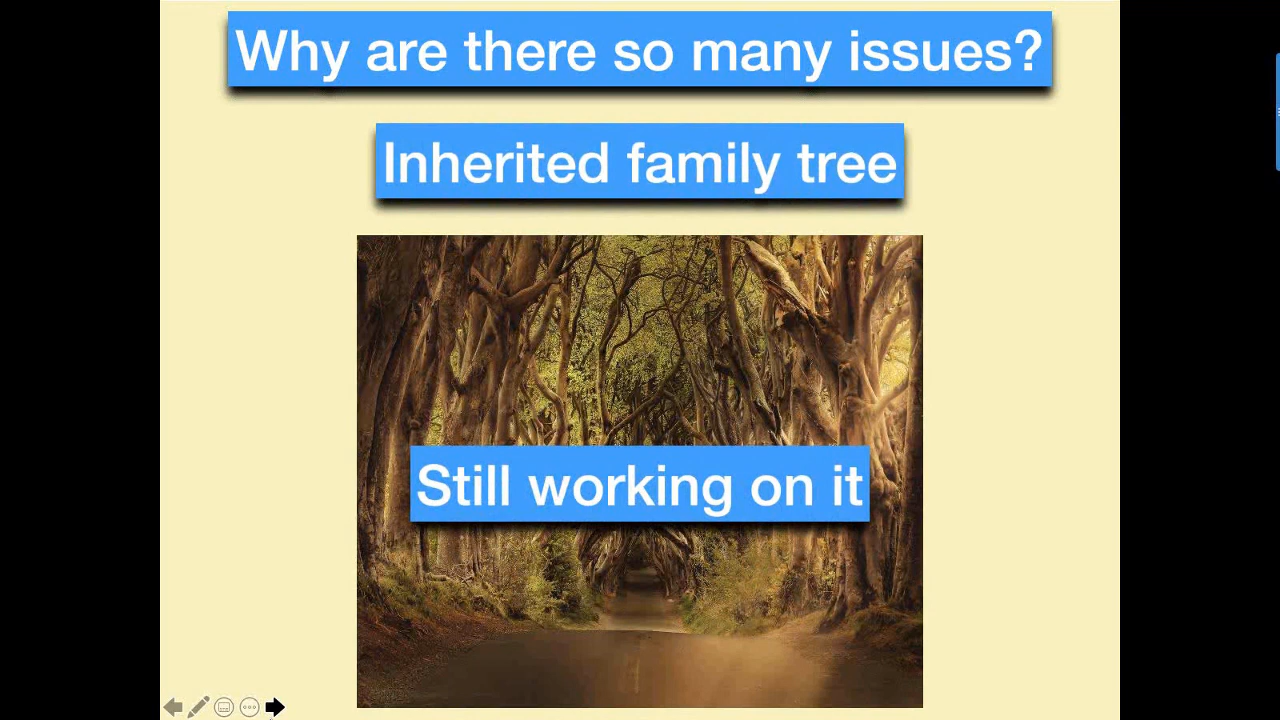 Why are there so many issues?
Inherited family tree
Still working on it